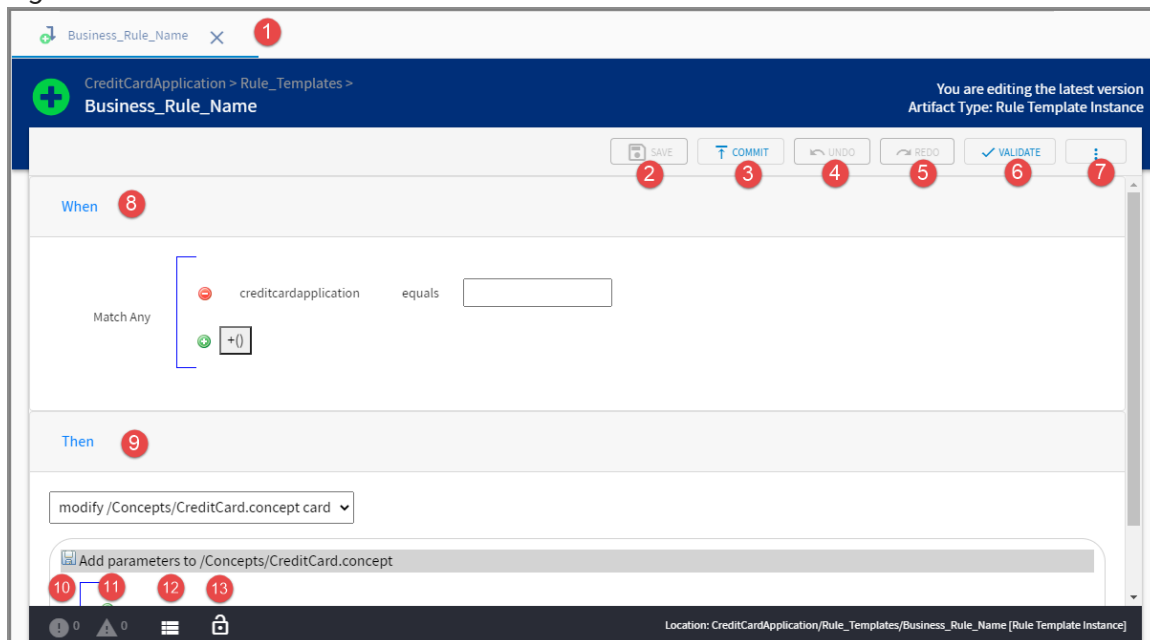 Business_Rule_Name
1
CreditCardApplication > Rule_Templates >
Business_Rule_Name
You are editing the latest version
Artifact Type: Rule Template Instance
SAVE COMMIT UNDO REDO VALIDATE
2 3 4 5 6 7
When 8
creditcardapplication equals
Match Any
+()
Then 9
modify /Concepts/CreditCard.concept card
Add parameters to /Concepts/CreditCard.concept
10 11 12 13
0 0
Location: CreditCardApplication/Rule_Templates/Business_Rule_Name [Rule Template Instance]